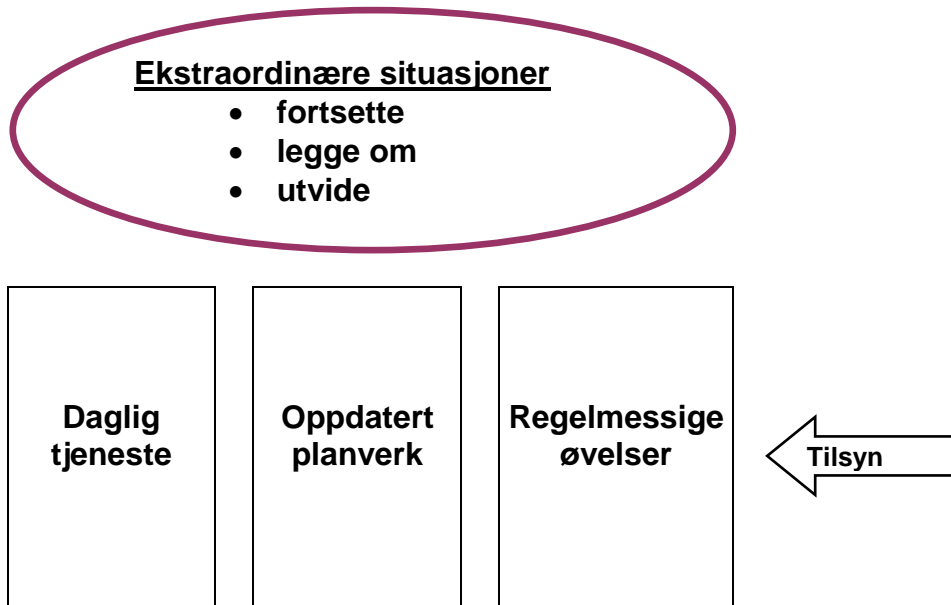 Ekstraordinære situasjoner
• fortsette
• legge om
• utvide
Daglig
tjeneste
Oppdatert
planverk
Regelmessige
øvelser
Tilsyn